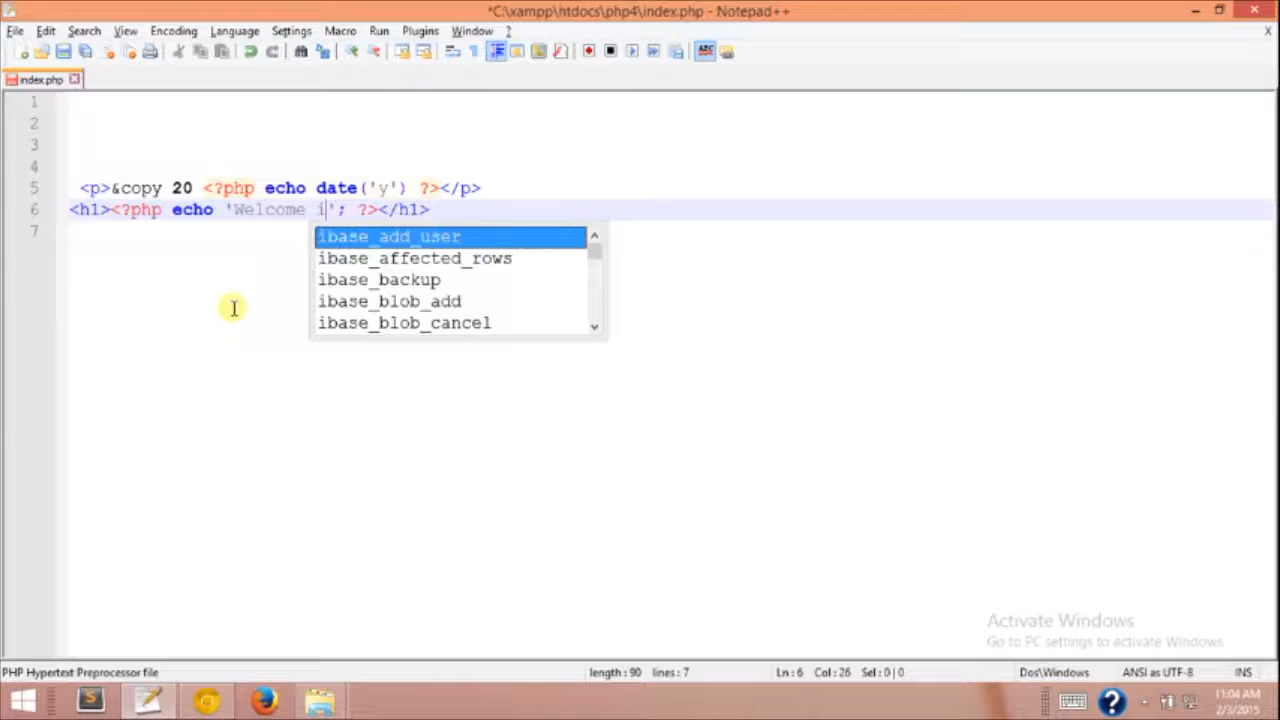 *C:\xampp\htdocs\php4\index.php - Notepad++
File Edit Search View Encoding Language Settings Macro Run Plugins Window ? X
index.php
1
2
3
4
5 <p>&copy 20 <?php echo date('y') ?></p>
6 <h1><?php echo 'Welcome i'; ?></h1>
7
ibase_add_user
ibase_affected_rows
ibase_backup
ibase_blob_add
ibase_blob_cancel
Activate Windows
Go to PC settings to activate Windows.
PHP Hypertext Preprocessor file length : 90 lines : 7 Ln : 6 Col : 26 Sel : 0 | 0 Dos\Windows ANSI as UTF-8 INS
11:04 AM
2/3/2015